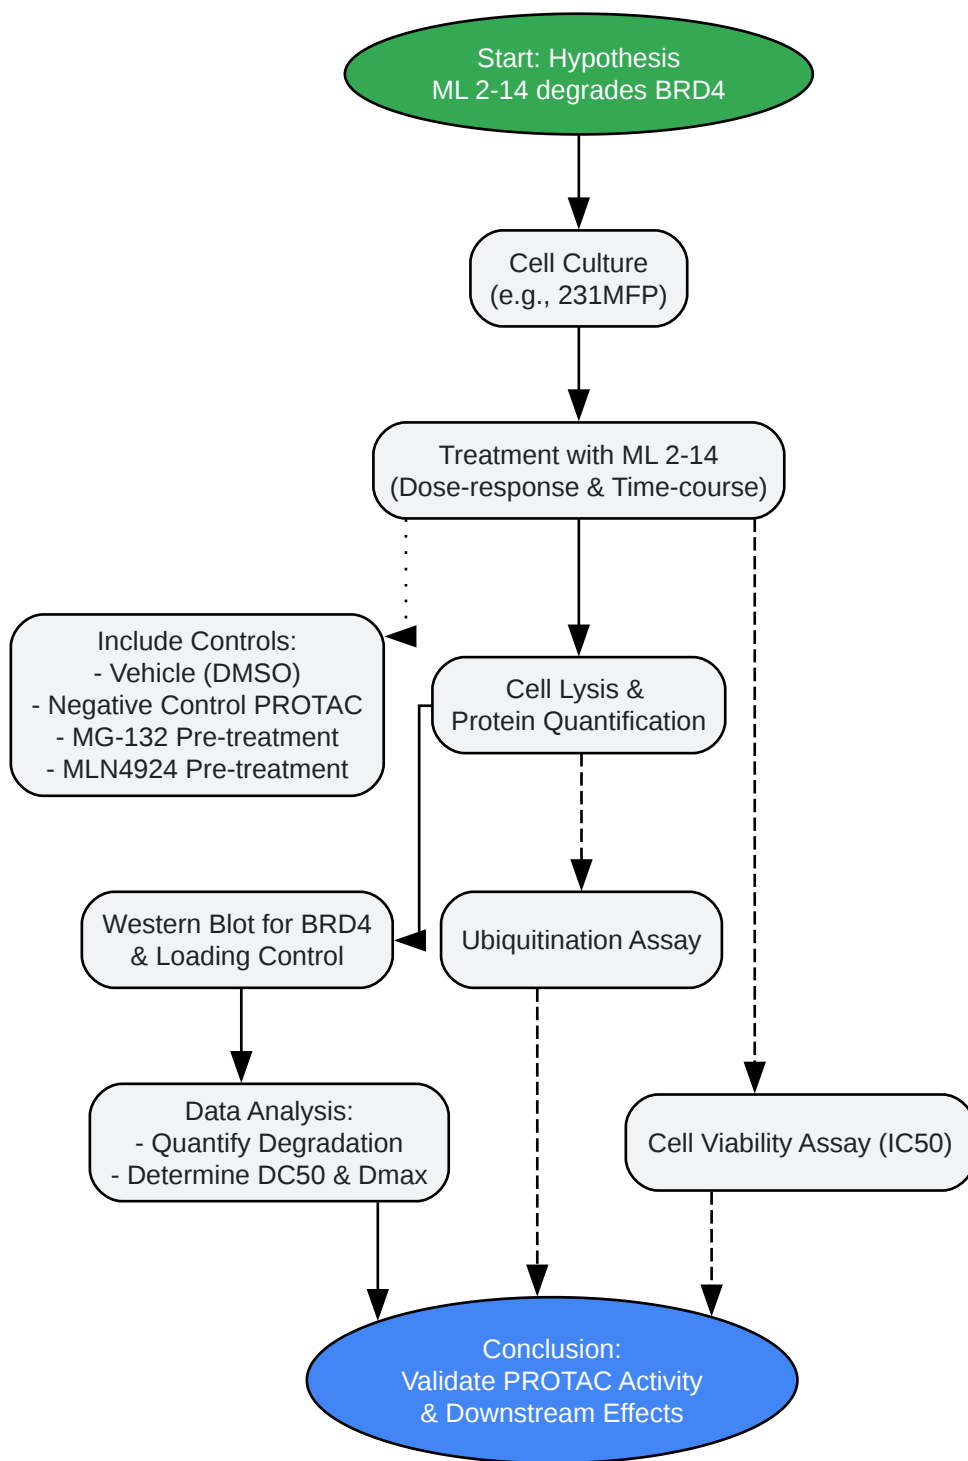 Start: Hypothesis
ML 2-14 degrades BRD4
Cell Culture
(e.g., 231MFP)
Treatment with ML 2-14
(Dose-response & Time-course)
Include Controls:
- Vehicle (DMSO)
- Negative Control PROTAC
- MG-132 Pre-treatment
- MLN4924 Pre-treatment
Cell Lysis &
Protein Quantification
Western Blot for BRD4
& Loading Control
Ubiquitination Assay
Data Analysis:
- Quantify Degradation
- Determine DC50 & Dmax
Cell Viability Assay (IC50)
Conclusion:
Validate PROTAC Activity
& Downstream Effects